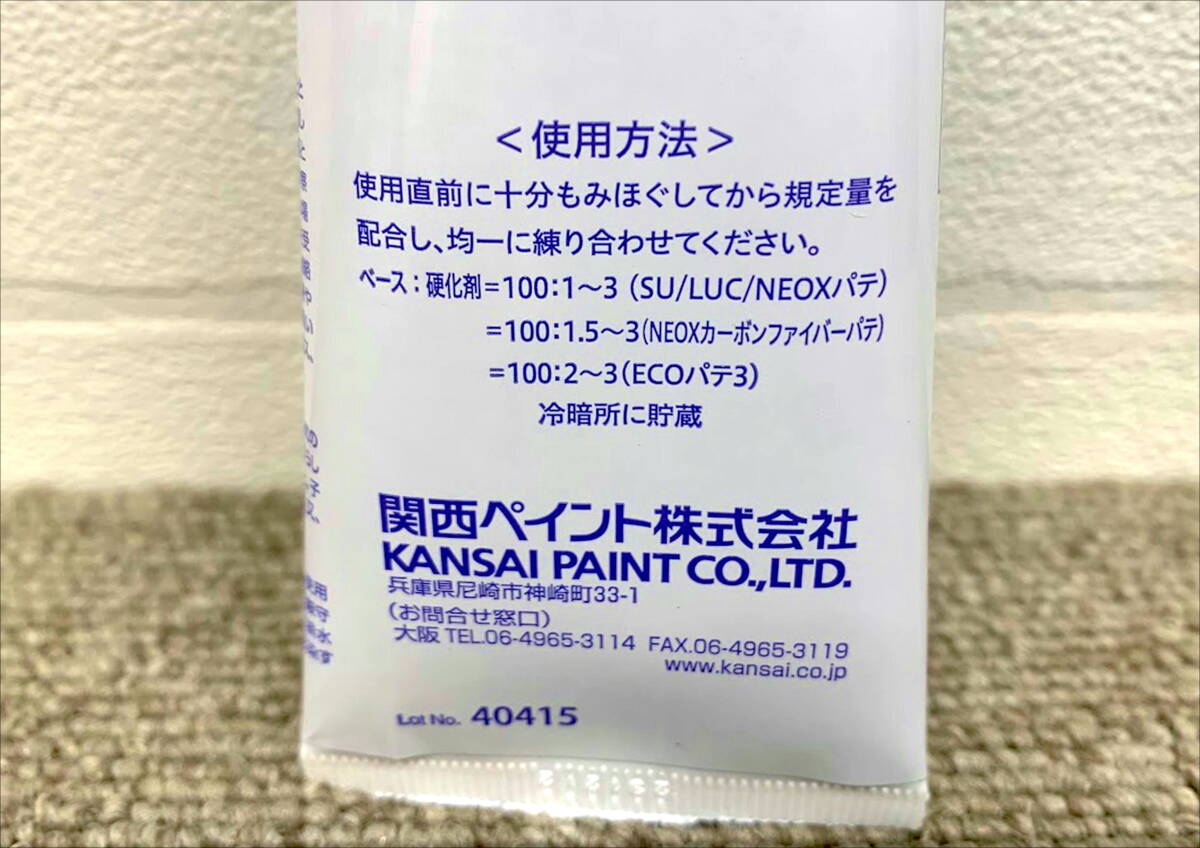 <使用方法>
使用直前に十分もみほぐしてから規定量を
配合し、均一に練り合わせてください。
ベース:硬化剤=100:1〜3 (SU/LUC/NEOXパテ)
=100:1.5〜3(NEOXカーボンファイバーパテ)
=100:2〜3(ECOパテ3)
冷暗所に貯蔵
関西ペイント株式会社
KANSAI PAINT CO.,LTD.
兵庫県尼崎市神崎町33-1
(お問合せ窓口)
大阪 TEL.06-4965-3114 FAX.06-4965-3119
www.kansai.co.jp
Lot No. 40415